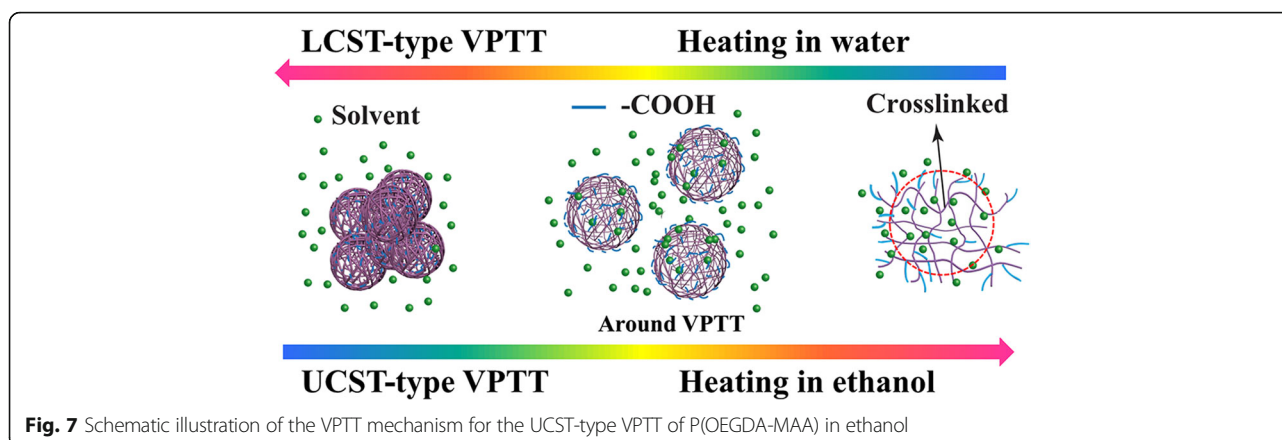 LCST-type VPTT Heating in water
Solvent -COOH Crosslinked
Around VPTT
UCST-type VPTT Heating in ethanol
Fig. 7 Schematic illustration of the VPTT mechanism for the UCST-type VPTT of P(OEGDA-MAA) in ethanol